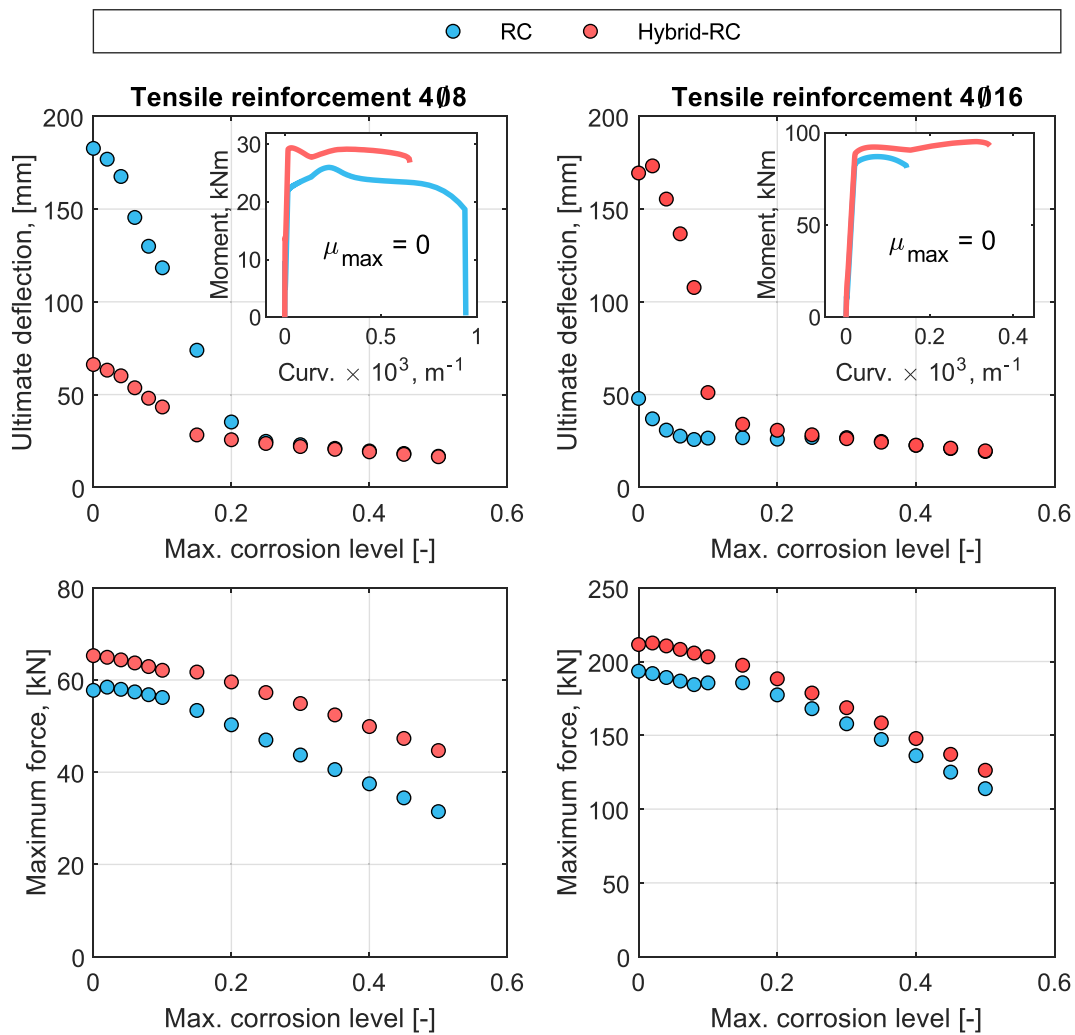 RC Hybrid-RC
Tensile reinforcement 4∅8
Ultimate deflection, [mm]
200
150
100
50
0
0 0.2 0.4 0.6
Max. corrosion level [-]
Moment, kNm
30
20
10
0
0 0.5 1
Curv. × 10³, m⁻¹
μmax = 0
Tensile reinforcement 4∅16
Ultimate deflection, [mm]
200
150
100
50
0
0 0.2 0.4 0.6
Max. corrosion level [-]
Moment, kNm
100
50
0
0 0.2 0.4
Curv. × 10³, m⁻¹
μmax = 0
Maximum force, [kN]
80
60
40
20
0
0 0.2 0.4 0.6
Max. corrosion level [-]
Maximum force, [kN]
250
200
150
100
50
0
0 0.2 0.4 0.6
Max. corrosion level [-]